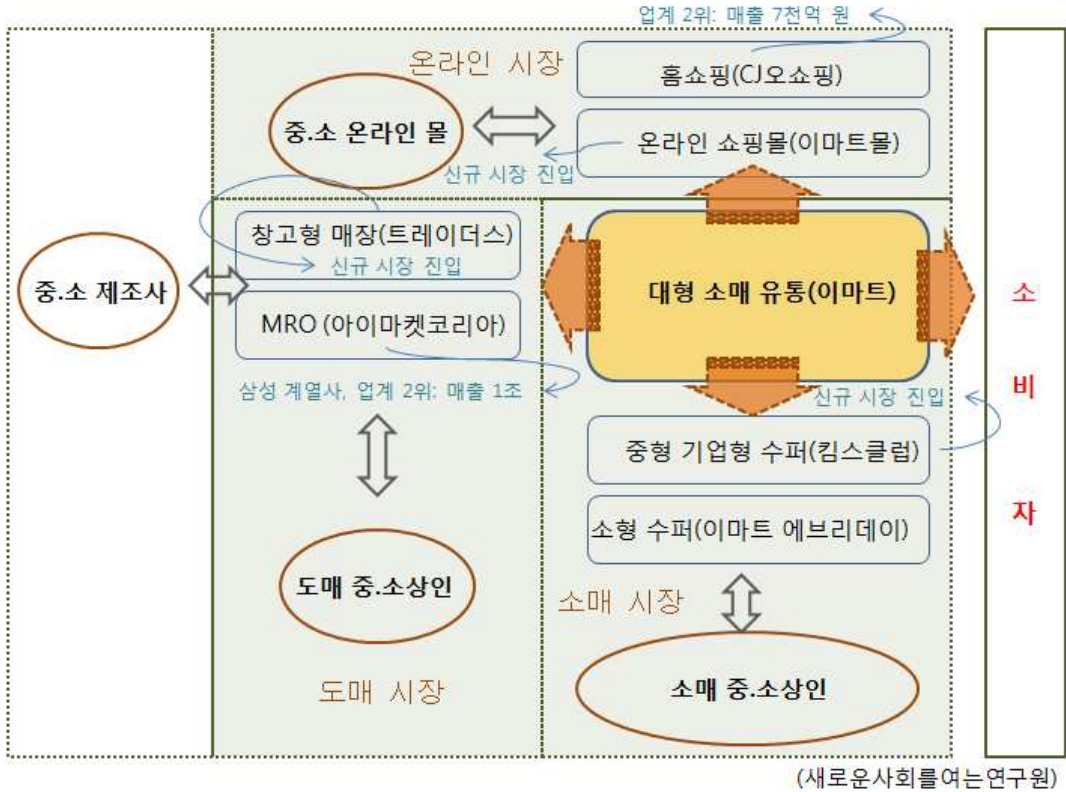 업계 2위: 매출 7천억 원
온라인 시장
홈쇼핑(CJ오쇼핑)
중.소 온라인 몰
온라인 쇼핑몰(이마트몰)
신규 시장 진입
창고형 매장(트레이더스)
신규 시장 진입
중.소 제조사
대형 소매 유통(이마트)
MRO (아이마켓코리아)
삼성 계열사, 업계 2위: 매출 1조
신규 시장 진입
중형 기업형 수퍼(킴스클럽)
소형 수퍼(이마트 에브리데이)
도매 중.소상인
소매 시장
소매 중.소상인
도매 시장
소
비
자
(새로운사회를여는연구원)